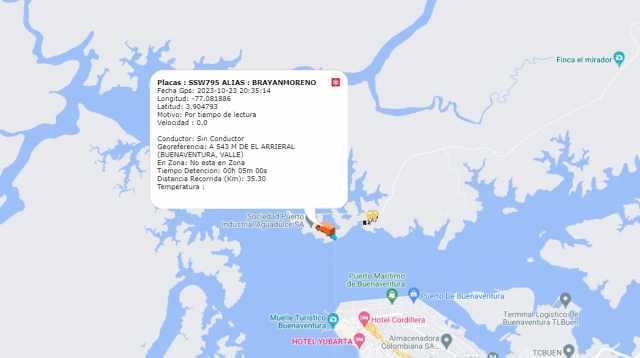 Finca el mirador
Placas : SSW795 ALIAS : BRAYANMORENO
Fecha Gps: 2023-10-23 20:35:14
Longitud: -77.081886
Latitud: 3.904793
Motivo: Por tiempo de lectura
Velocidad : 0.0
Conductor: Sin Conductor
Georeferencia: A 543 M DE EL ARRIERAL
(BUENAVENTURA, VALLE)
En Zona: No esta en Zona
Tiempo Detencion: 00h 05m 00s
Distancia Recorrida (Km): 35.30
Temperatura :
Sociedad Puerto
Industrial Aguadulce SA
Puerto Marítimo
de Buenaventura
Puerto De Buenaventura
Muelle Turístico
Buenaventura
Hotel Cordillera
Terminal Logistico De
Buenaventura TLBuen
HOTEL YUBARTA
Almacenadora
Colombiana SA...
TCBUEN